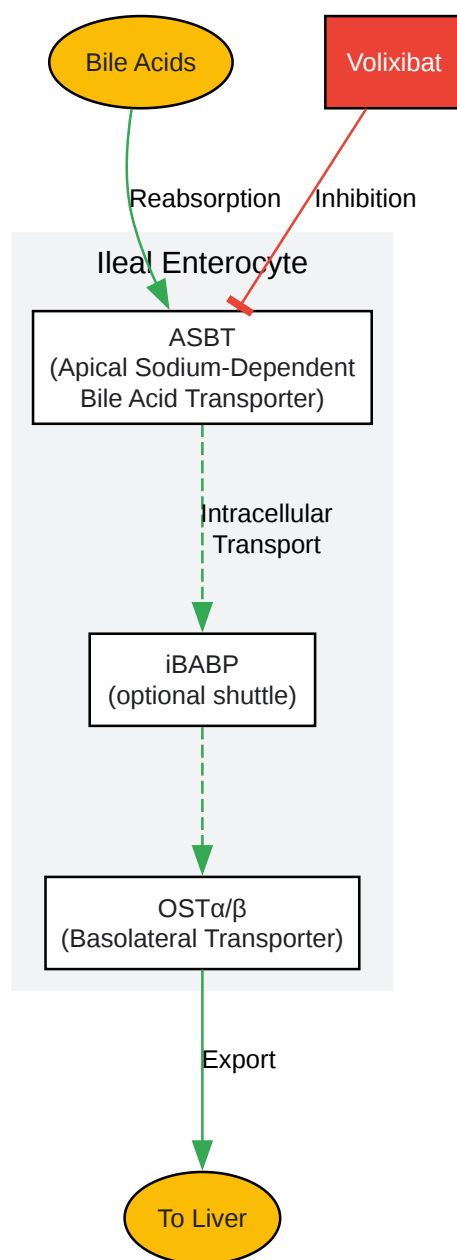 Bile Acids
Volixibat
Reabsorption
Inhibition
Ileal Enterocyte
ASBT
(Apical Sodium-Dependent
Bile Acid Transporter)
Intracellular
Transport
iBABP
(optional shuttle)
OSTα/β
(Basolateral Transporter)
Export
To Liver